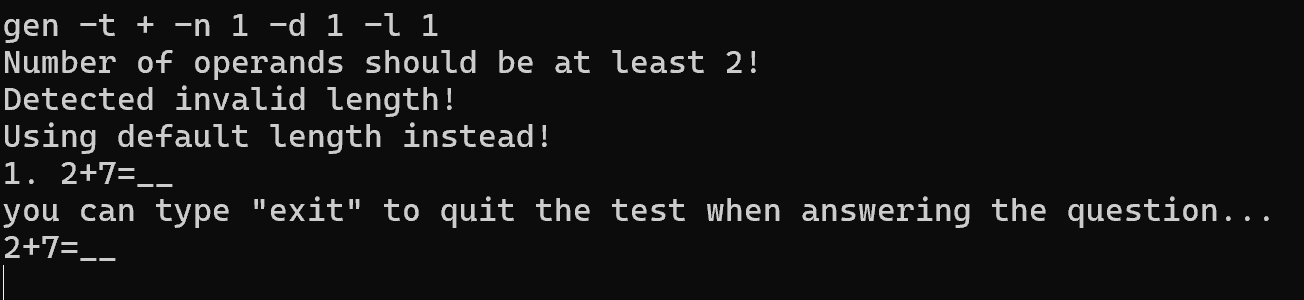 gen -t + -n 1 -d 1 -l 1
Number of operands should be at least 2!
Detected invalid length!
Using default length instead!
1. 2+7=__
you can type "exit" to quit the test when answering the question...
2+7=__